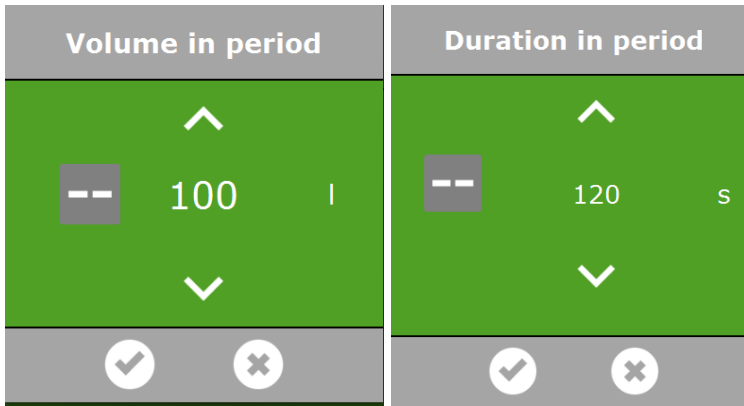 Volume in period
-- 100 l
Duration in period
-- 120 s